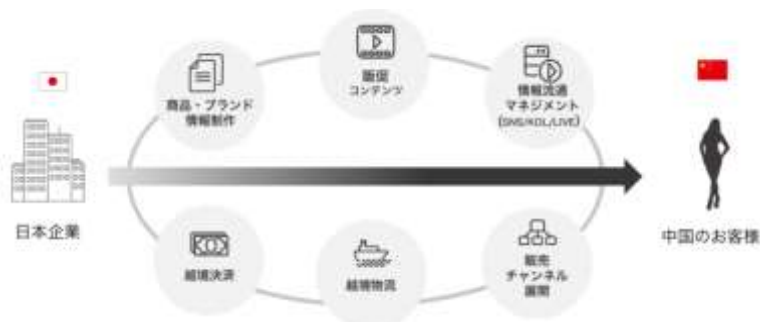 販促
コンテンツ
商品・ブランド
情報制作
情報流通
マネジメント
(SNS/KOL/LIVE)
日本企業
中国のお客様
越境決済
越境物流
販売
チャンネル
展開